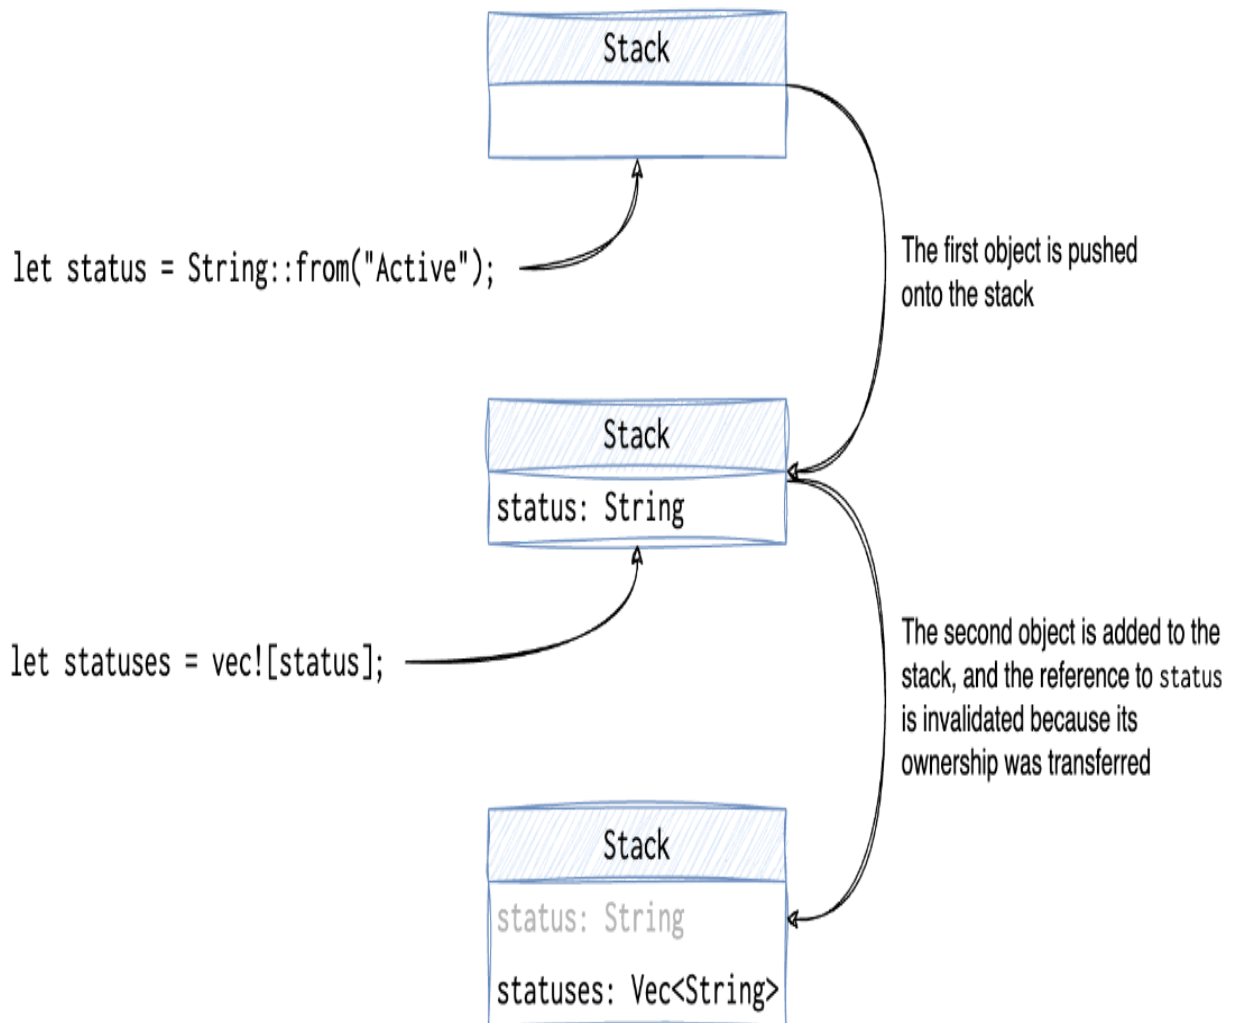 Stack
let status = String::from("Active");
The first object is pushed
onto the stack
Stack
status: String
let statuses = vec![status];
The second object is added to the
stack, and the reference to status
is invalidated because its
ownership was transferred
Stack
status: String
statuses: Vec<String>